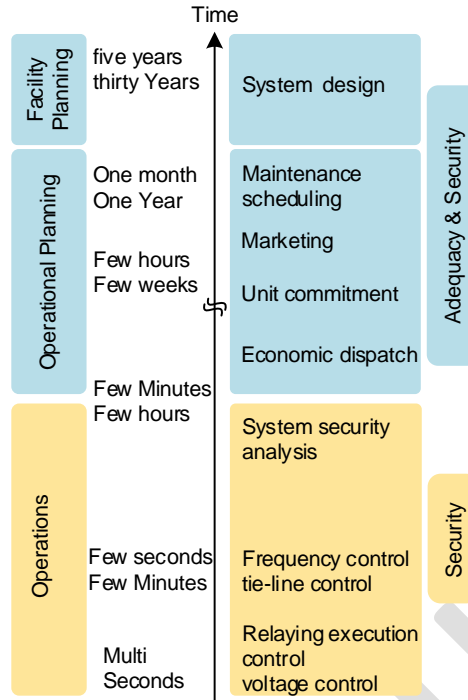 Time
Facility
Planning
five years
thirty Years
System design
Operational Planning
One month
One Year
Few hours
Few weeks
Maintenance
scheduling
Marketing
Unit commitment
Economic dispatch
Adequacy & Security
Few Minutes
Few hours
Operations
Few seconds
Few Minutes
Multi
Seconds
System security
analysis
Frequency control
tie-line control
Relaying execution
control
voltage control
Security